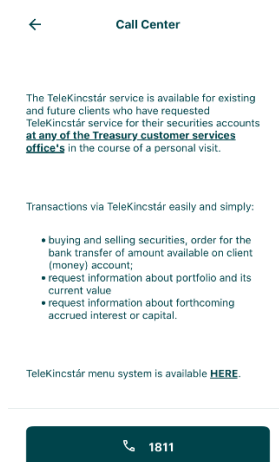 Call Center
The TeleKincstár service is available for existing
and future clients who have requested
TeleKincstár service for their securities accounts
at any of the Treasury customer services
office's in the course of a personal visit.
Transactions via TeleKincstár easily and simply:
• buying and selling securities, order for the
bank transfer of amount available on client
(money) account;
• request information about portfolio and its
current value
• request information about forthcoming
accrued interest or capital.
TeleKincstár menu system is available HERE.
1811